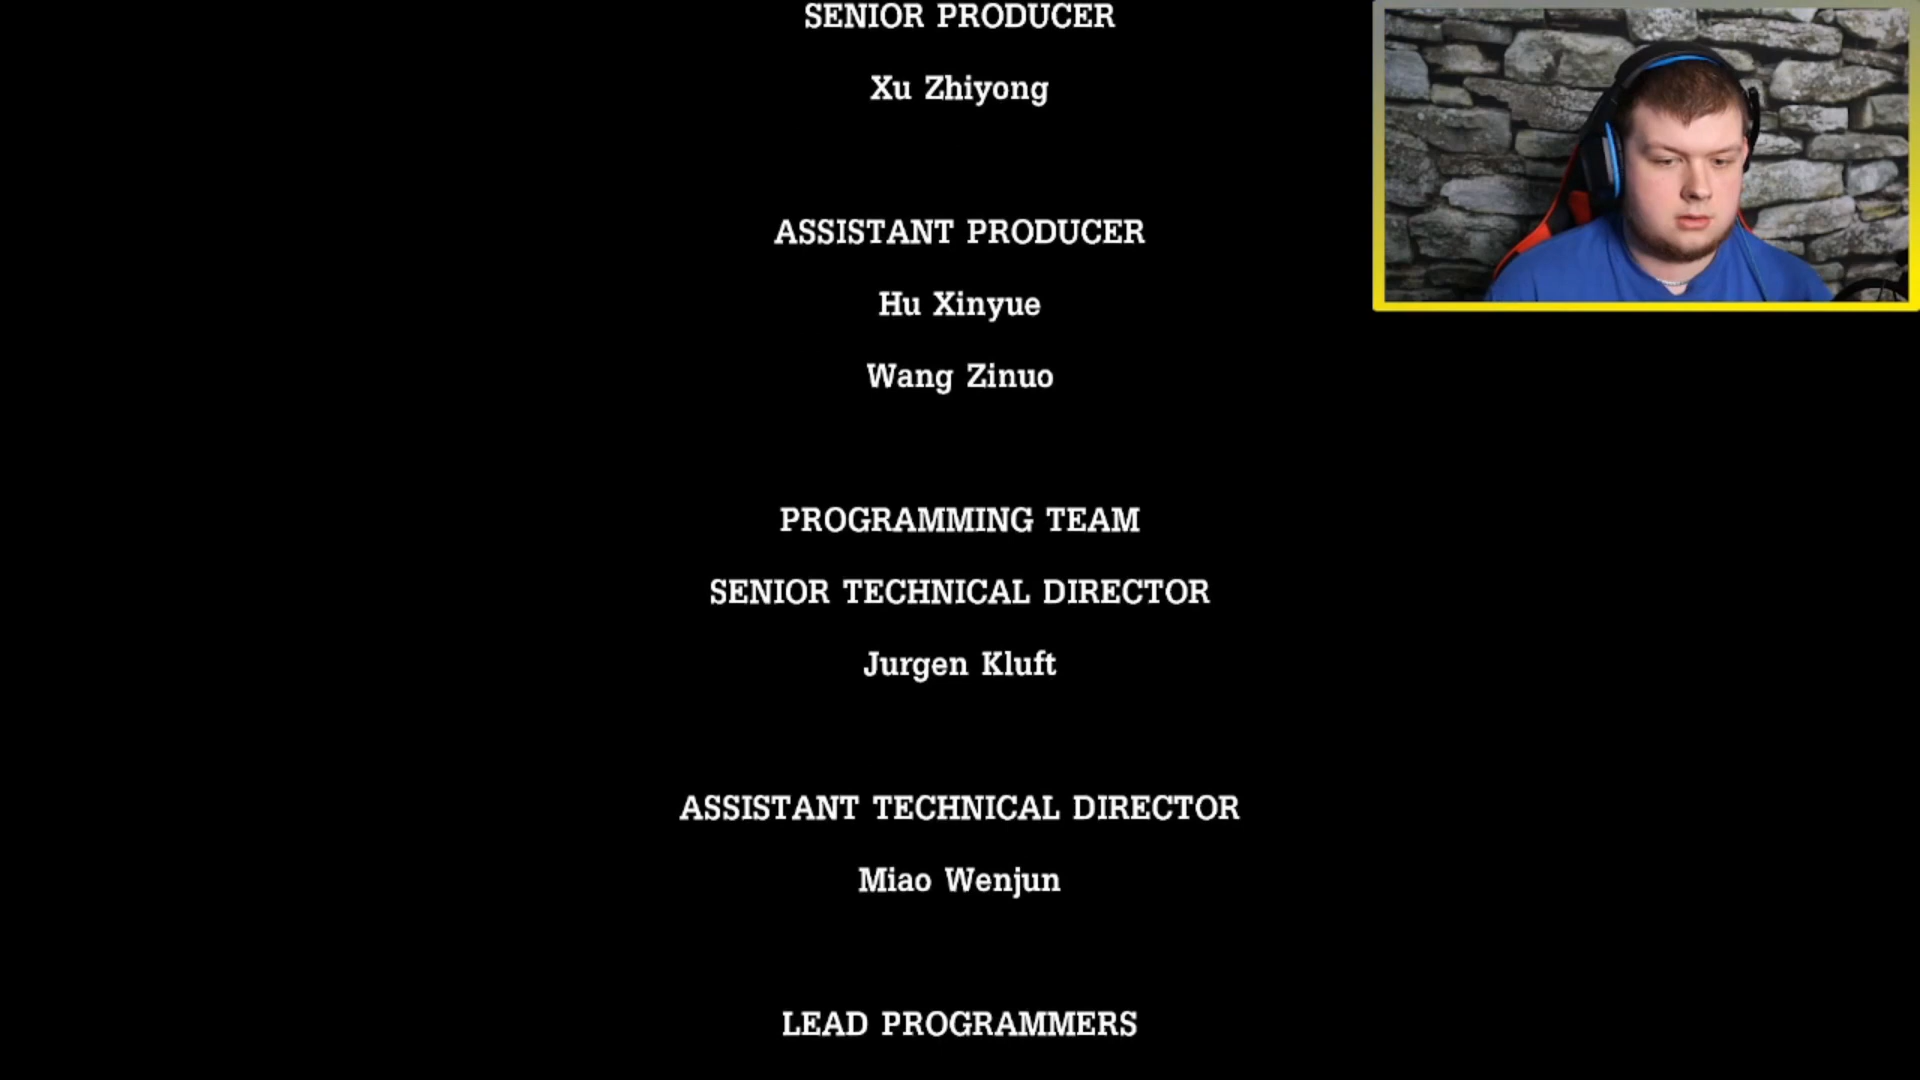 SENIOR PRODUCER
Xu Zhiyong
ASSISTANT PRODUCER
Hu Xinyue
Wang Zinuo
PROGRAMMING TEAM
SENIOR TECHNICAL DIRECTOR
Jurgen Kluft
ASSISTANT TECHNICAL DIRECTOR
Miao Wenjun
LEAD PROGRAMMERS